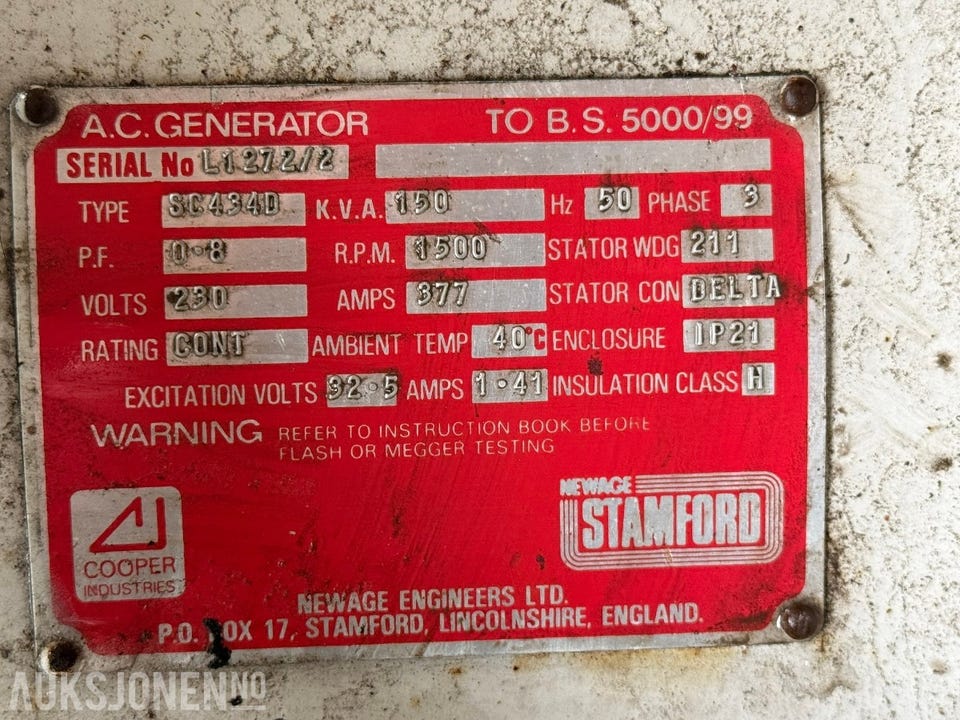 A.C. GENERATOR TO B.S. 5000/99
SERIAL No L1272/2
TYPE SC434D K.V.A. 150 Hz 50 PHASE 3
P.F. 0·8 R.P.M. 1500 STATOR WDG 211
VOLTS 230 AMPS 377 STATOR CON DELTA
RATING CONT AMBIENT TEMP 40°C ENCLOSURE IP21
EXCITATION VOLTS 32·5 AMPS 1·41 INSULATION CLASS H
WARNING REFER TO INSTRUCTION BOOK BEFORE
FLASH OR MEGGER TESTING
COOPER
INDUSTRIES
NEWAGE
STAMFORD
NEWAGE ENGINEERS LTD.
P.O. BOX 17, STAMFORD, LINCOLNSHIRE, ENGLAND.
AUKSJONEN.NO